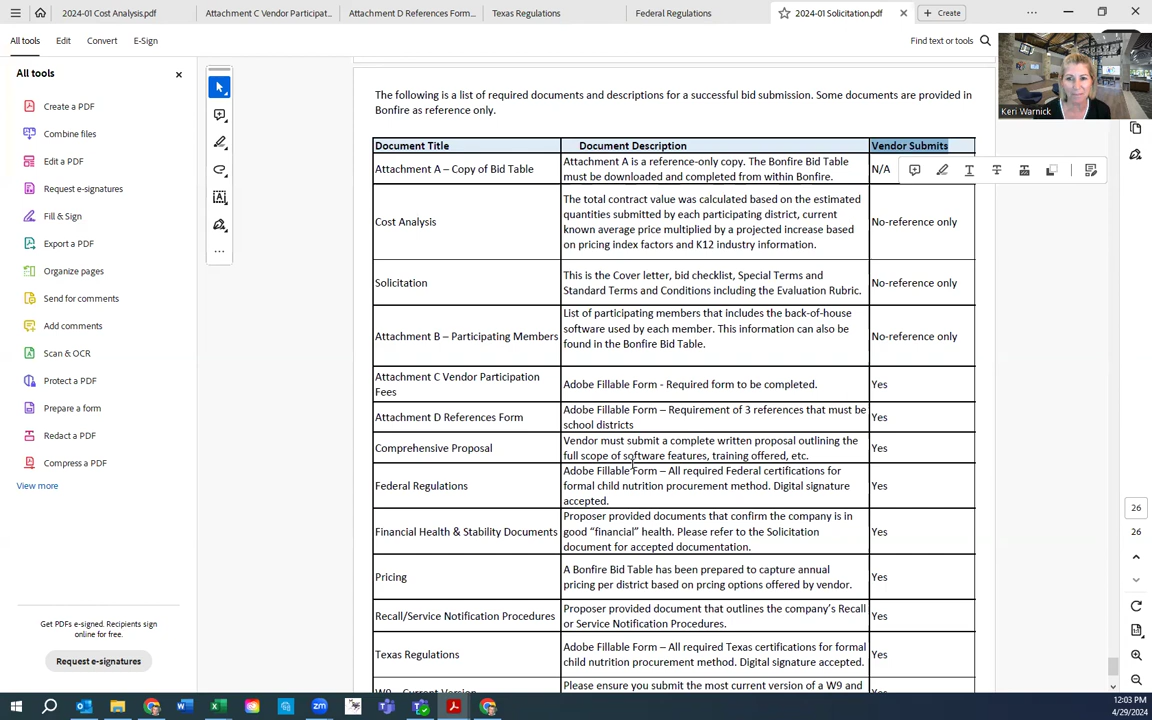 2024-01 Cost Analysis.pdf
Attachment C Vendor Participat...
Attachment D References Form...
Texas Regulations
Federal Regulations
2024-01 Solicitation.pdf
Create
All tools
Edit
Convert
E-Sign
Find text or tools
Keri Warnick
All tools
Create a PDF
Combine files
Edit a PDF
Request e-signatures
Fill & Sign
Export a PDF
Organize pages
Send for comments
Add comments
Scan & OCR
Protect a PDF
Prepare a form
Redact a PDF
Compress a PDF
View more
Get PDFs e-signed. Recipients sign
online for free.
Request e-signatures
The following is a list of required documents and descriptions for a successful bid submission. Some documents are provided in
Bonfire as reference only.
Document Title
Document Description
Vendor Submits
Attachment A – Copy of Bid Table
Attachment A is a reference-only copy. The Bonfire Bid Table
must be downloaded and completed from within Bonfire.
N/A
Cost Analysis
The total contract value was calculated based on the estimated
quantities submitted by each participating district, current
known average price multiplied by a projected increase based
on pricing index factors and K12 industry information.
No-reference only
Solicitation
This is the Cover letter, bid checklist, Special Terms and
Standard Terms and Conditions including the Evaluation Rubric.
No-reference only
Attachment B – Participating Members
List of participating members that includes the back-of-house
software used by each member. This information can also be
found in the Bonfire Bid Table.
No-reference only
Attachment C Vendor Participation
Fees
Adobe Fillable Form - Required form to be completed.
Yes
Attachment D References Form
Adobe Fillable Form – Requirement of 3 references that must be
school districts
Yes
Comprehensive Proposal
Vendor must submit a complete written proposal outlining the
full scope of software features, training offered, etc.
Yes
Federal Regulations
Adobe Fillable Form – All required Federal certifications for
formal child nutrition procurement method. Digital signature
accepted.
Yes
Financial Health & Stability Documents
Proposer provided documents that confirm the company is in
good "financial" health. Please refer to the Solicitation
document for accepted documentation.
Yes
Pricing
A Bonfire Bid Table has been prepared to capture annual
pricing per district based on prcing options offered by vendor.
Yes
Recall/Service Notification Procedures
Proposer provided document that outlines the company's Recall
or Service Notification Procedures.
Yes
Texas Regulations
Adobe Fillable Form – All required Texas certifications for formal
child nutrition procurement method. Digital signature accepted.
Yes
W9 – Current Version
Please ensure you submit the most current version of a W9 and
Yes
26
26
12:03 PM
4/29/2024